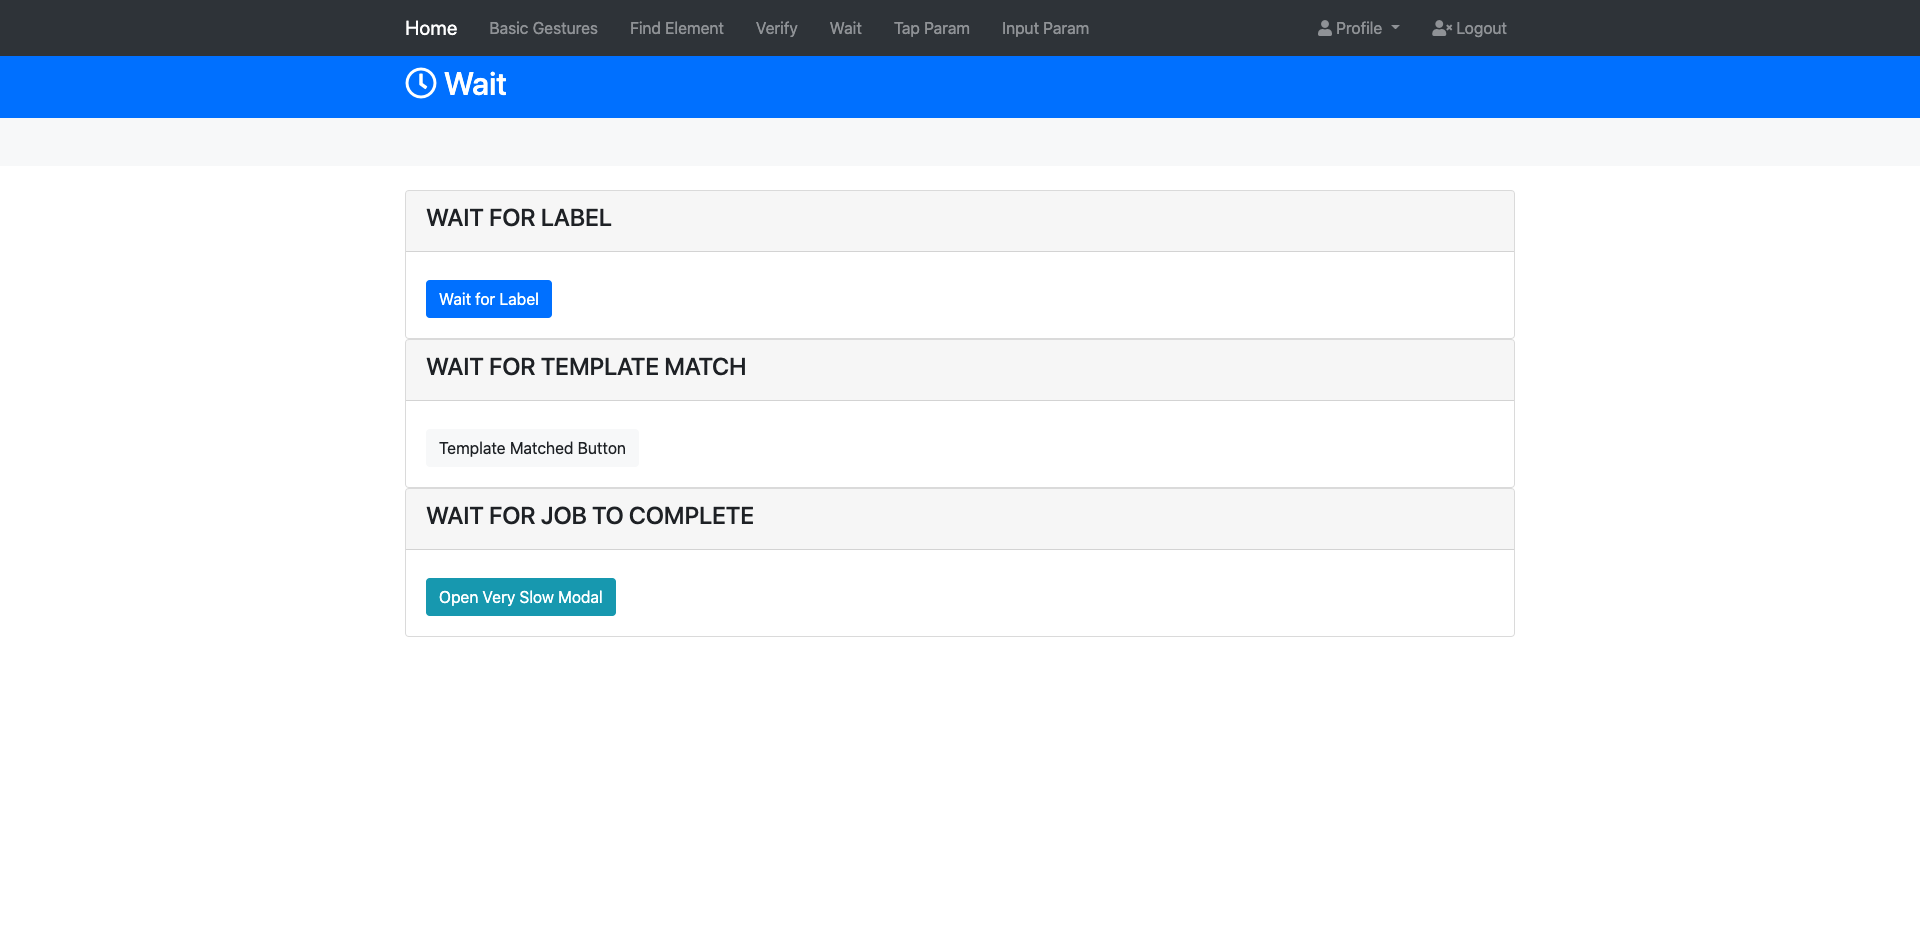 Home Basic Gestures Find Element Verify Wait Tap Param Input Param Profile Logout
Wait
WAIT FOR LABEL
Wait for Label
WAIT FOR TEMPLATE MATCH
Template Matched Button
WAIT FOR JOB TO COMPLETE
Open Very Slow Modal